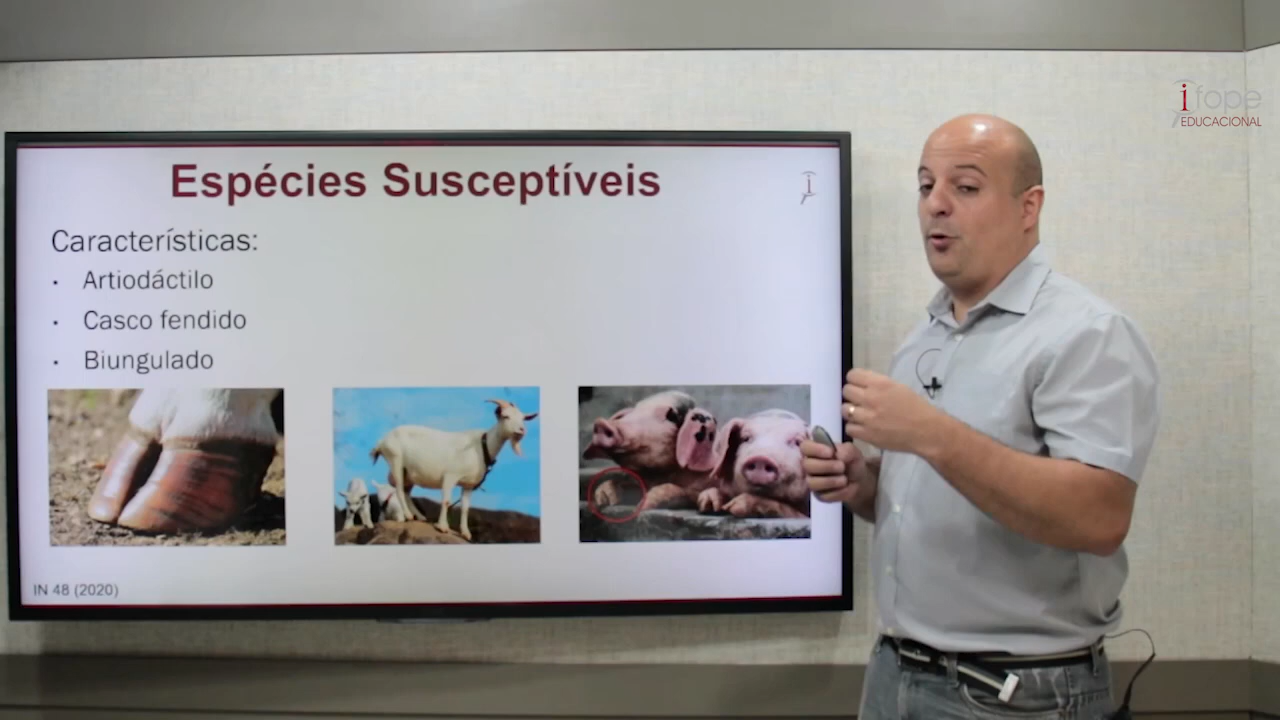 ifope
EDUCACIONAL
Espécies Susceptíveis
i
Características:
• Artiodáctilo
• Casco fendido
• Biungulado
IN 48 (2020)